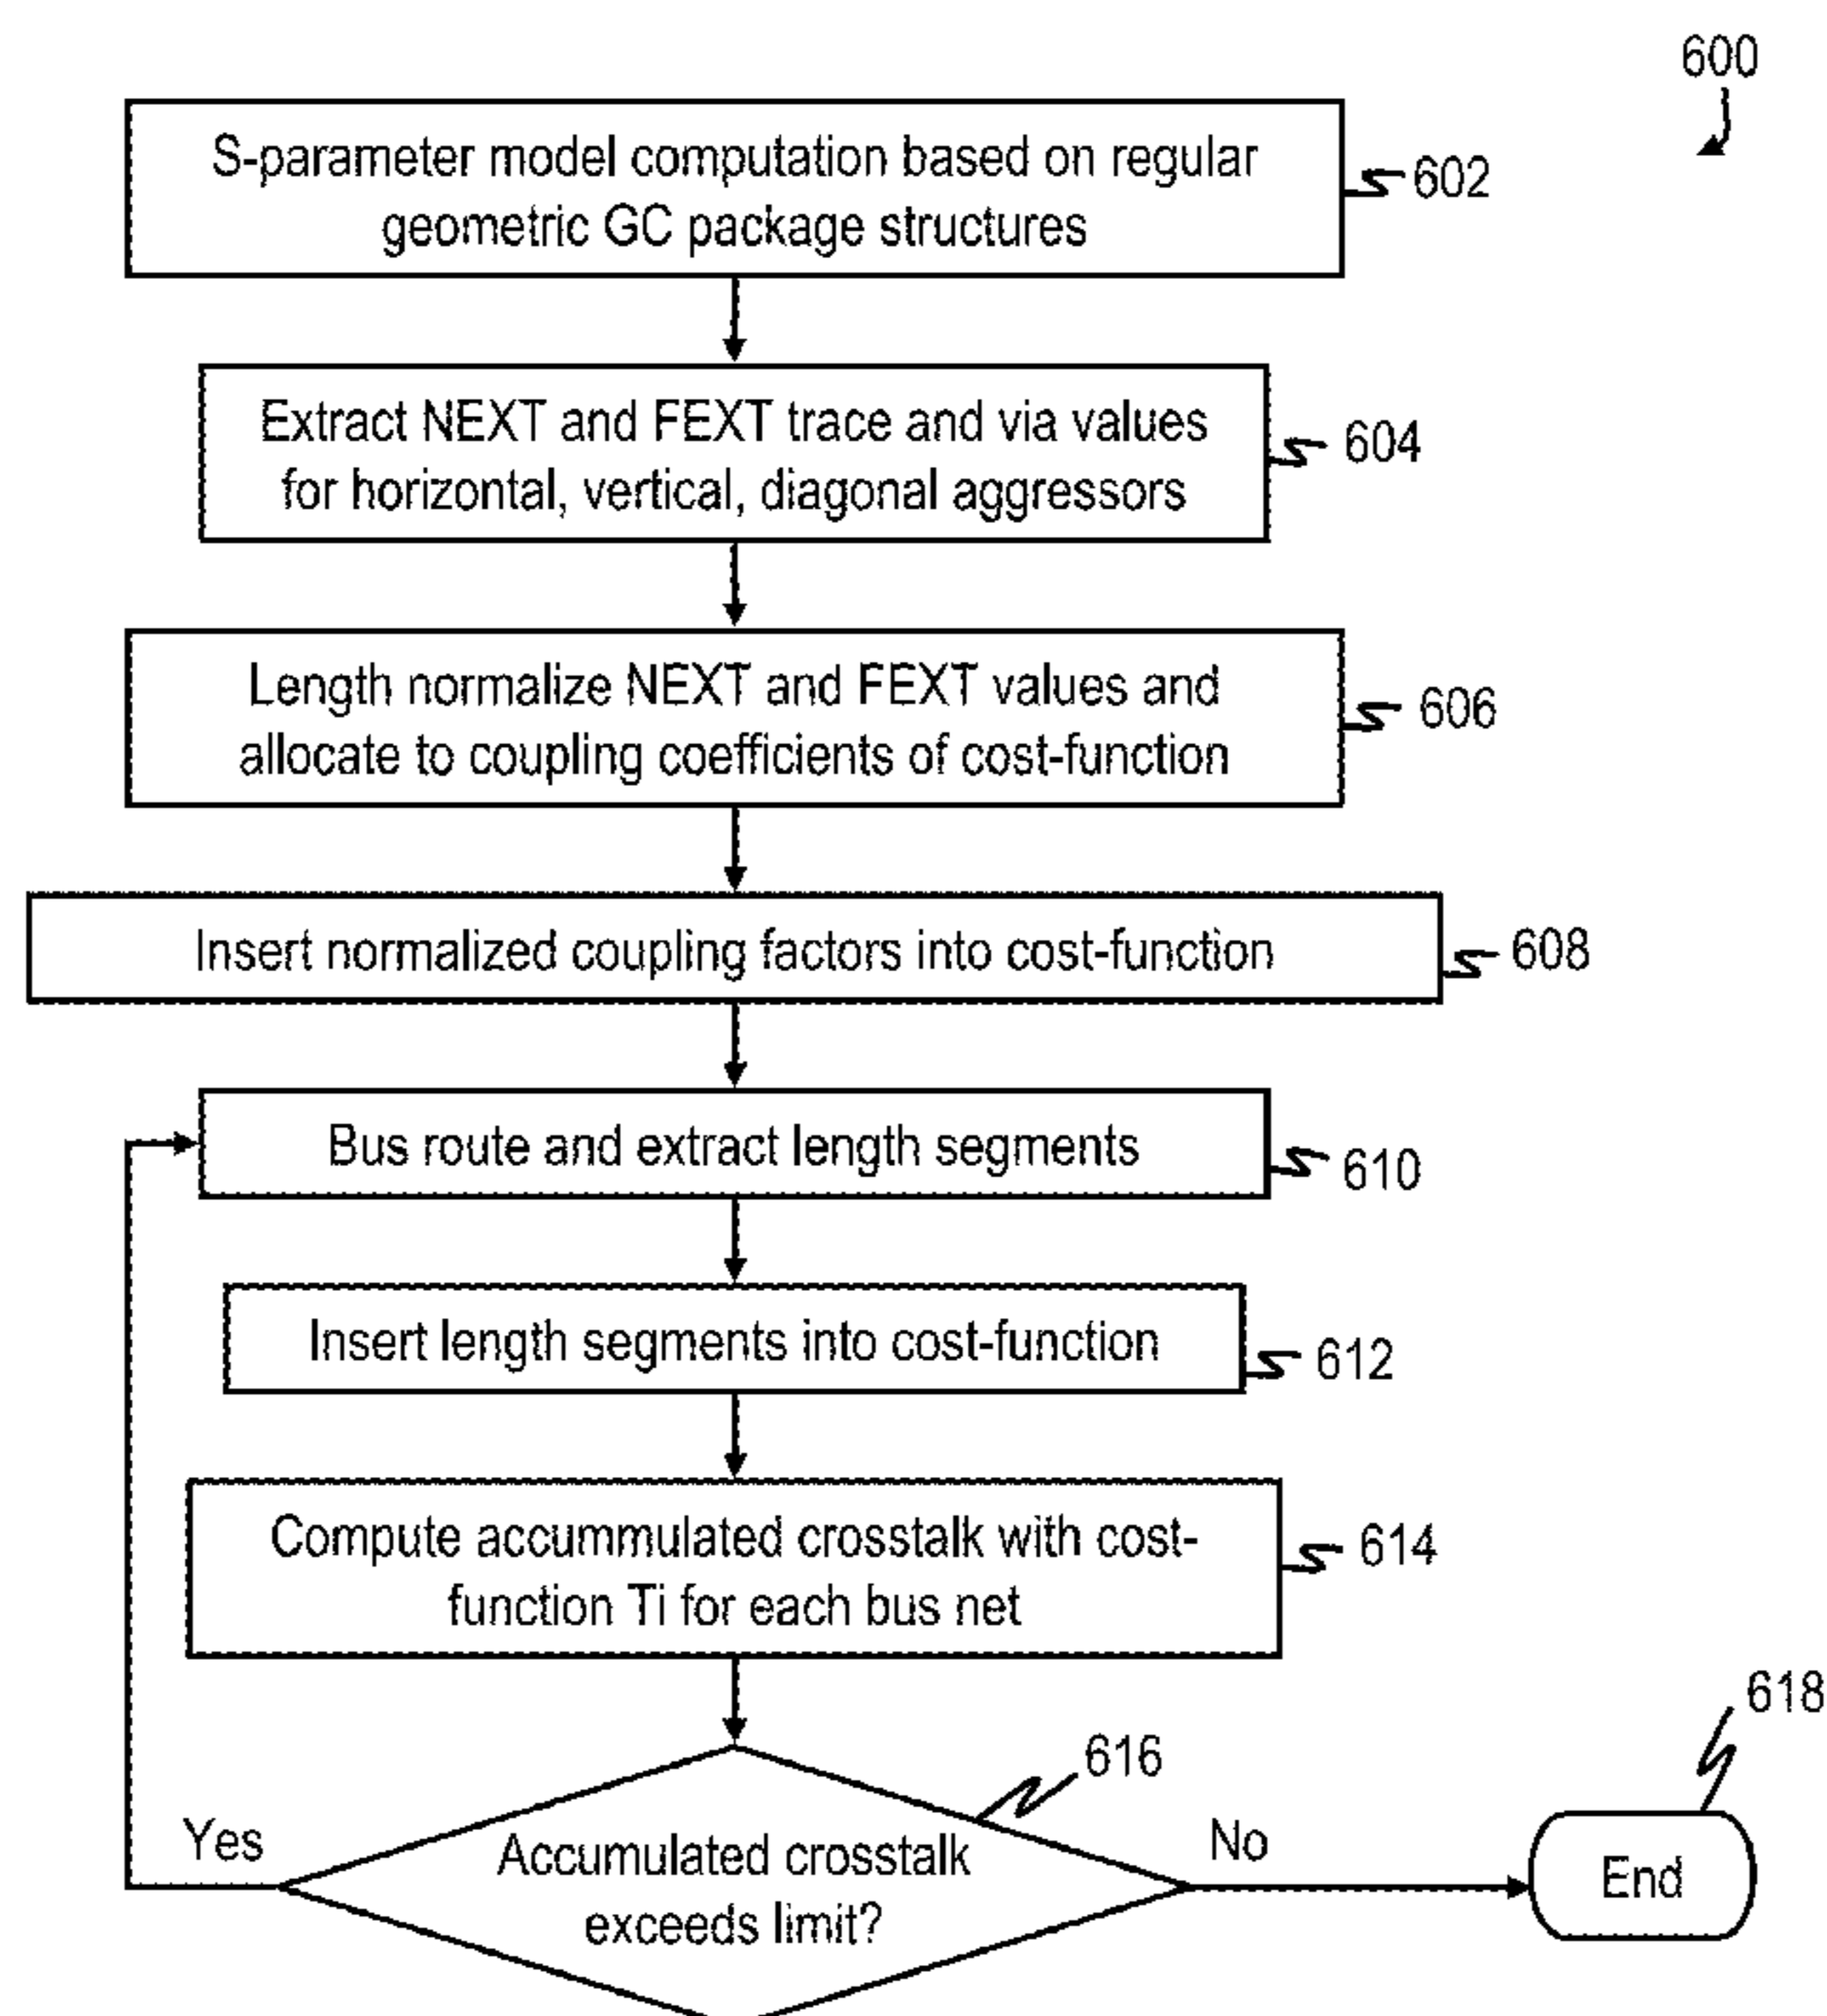 600
S-parameter model computation based on regular
geometric GC package structures
602
Extract NEXT and FEXT trace and via values
for horizontal, vertical, diagonal aggressors
604
Length normalize NEXT and FEXT values and
allocate to coupling coefficients of cost-function
606
Insert normalized coupling factors into cost-function
608
Bus route and extract length segments
610
Insert length segments into cost-function
612
Compute accummulated crosstalk with cost-
function Ti for each bus net
614
616
618
Yes
Accumulated crosstalk
exceeds limit?
No
End